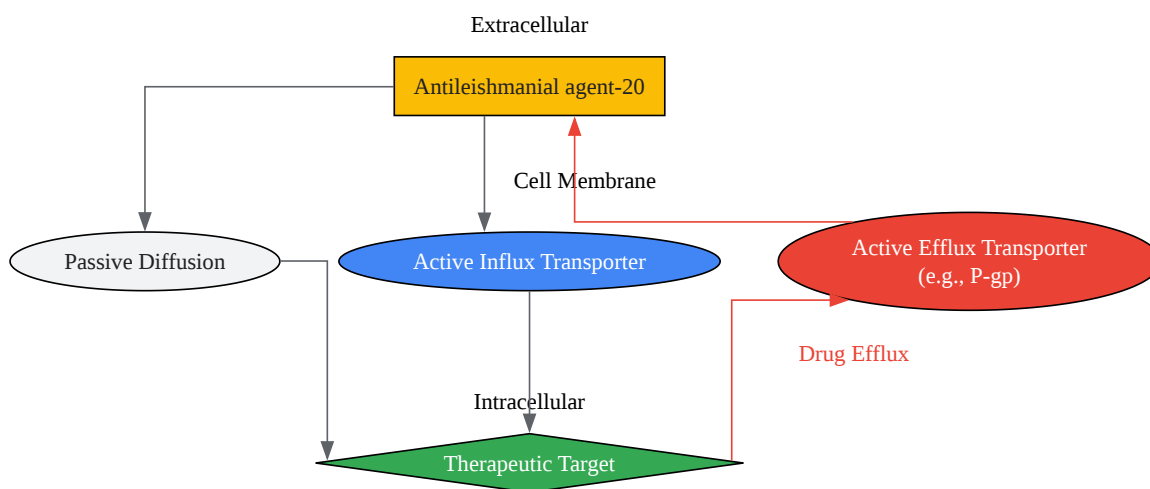 Extracellular
Antileishmanial agent-20
Cell Membrane
Passive Diffusion
Active Influx Transporter
Active Efflux Transporter
(e.g., P-gp)
Drug Efflux
Intracellular
Therapeutic Target